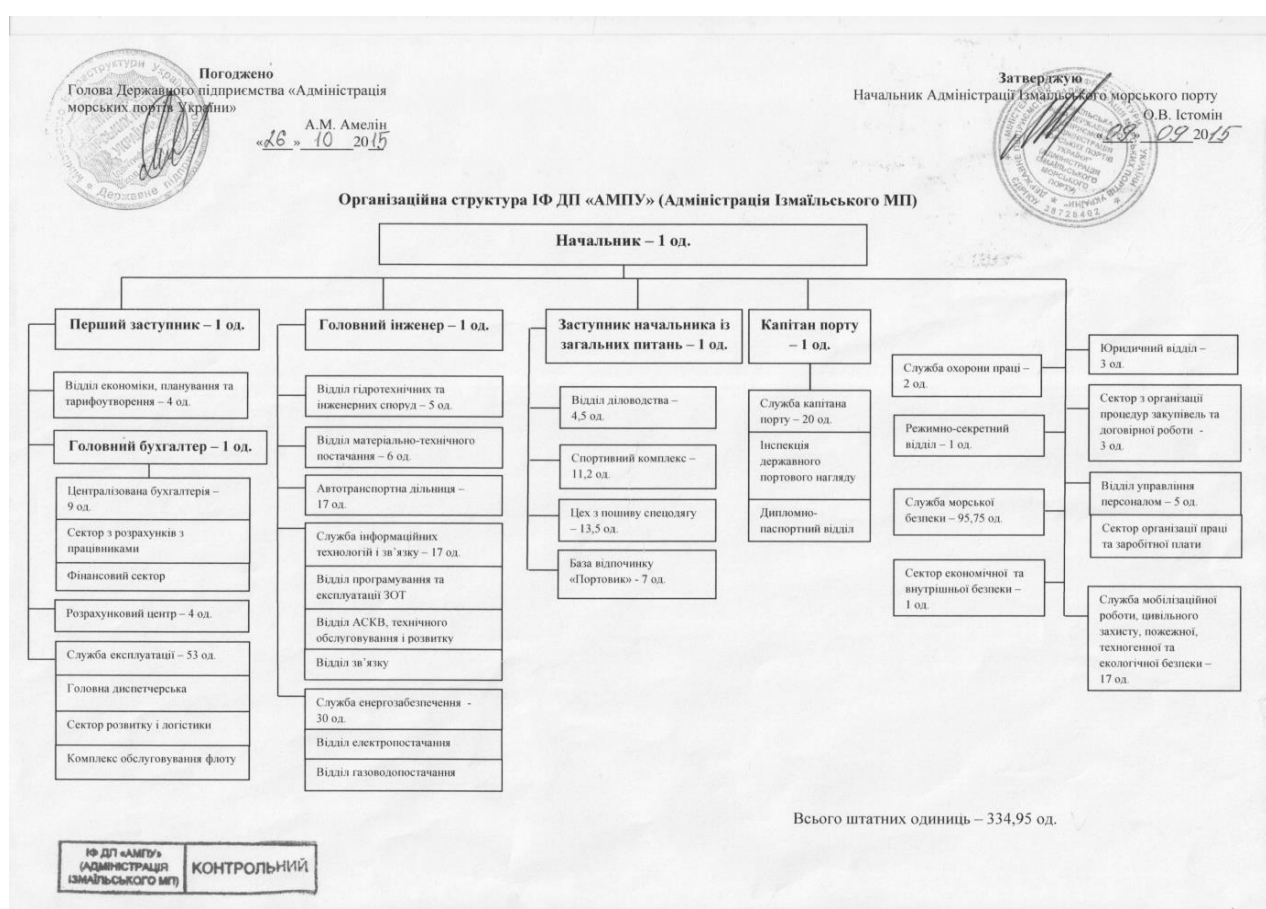 Погоджено
Голова Державного підприємства «Адміністрація
морських портів України»
А.М. Амелін
«26» 10 2015
Затверджую
Начальник Адміністрації Ізмаїльського морського порту
О.В. Істомін
«09» 09 2015
Організаційна структура ІФ ДП «АМПУ» (Адміністрація Ізмаїльського МП)
Начальник – 1 од.
Перший заступник – 1 од.
Відділ економіки, планування та
тарифоутворення – 4 од.
Головний бухгалтер – 1 од.
Централізована бухгалтерія –
9 од.
Сектор з розрахунків з
працівниками
Фінансовий сектор
Розрахунковий центр – 4 од.
Служба експлуатації – 53 од.
Головна диспетчерська
Сектор розвитку і логістики
Комплекс обслуговування флоту
Головний інженер – 1 од.
Відділ гідротехнічних та
інженерних споруд – 5 од.
Відділ матеріально-технічного
постачання – 6 од.
Автотранспортна дільниця –
17 од.
Служба інформаційних
технологій і зв`язку – 17 од.
Відділ програмування та
експлуатації ЗОТ
Відділ АСКВ, технічного
обслуговування і розвитку
Відділ зв`язку
Служба енергозабезпечення -
30 од.
Відділ електропостачання
Відділ газоводопостачання
Заступник начальника із
загальних питань – 1 од.
Відділ діловодства –
4,5 од.
Спортивний комплекс –
11,2 од.
Цех з пошиву спецодягу
– 13,5 од.
База відпочинку
«Портовик» - 7 од.
Капітан порту
– 1 од.
Служба капітана
порту – 20 од.
Інспекція
державного
портового нагляду
Дипломно-
паспортний відділ
Служба охорони праці –
2 од.
Режимно-секретний
відділ – 1 од.
Служба морської
безпеки – 95,75 од.
Сектор економічної та
внутрішньої безпеки –
1 од.
Юридичний відділ –
3 од.
Сектор з організації
процедур закупівель та
договірної роботи -
3 од.
Відділ управління
персоналом – 5 од.
Сектор організації праці
та заробітної плати
Служба мобілізаційної
роботи, цивільного
захисту, пожежної,
техногенної та
екологічної безпеки –
17 од.
Всього штатних одиниць – 334,95 од.
ІФ ДП «АМПУ»
(АДМІНІСТРАЦІЯ
ІЗМАЇЛЬСЬКОГО МП)
КОНТРОЛЬНИЙ